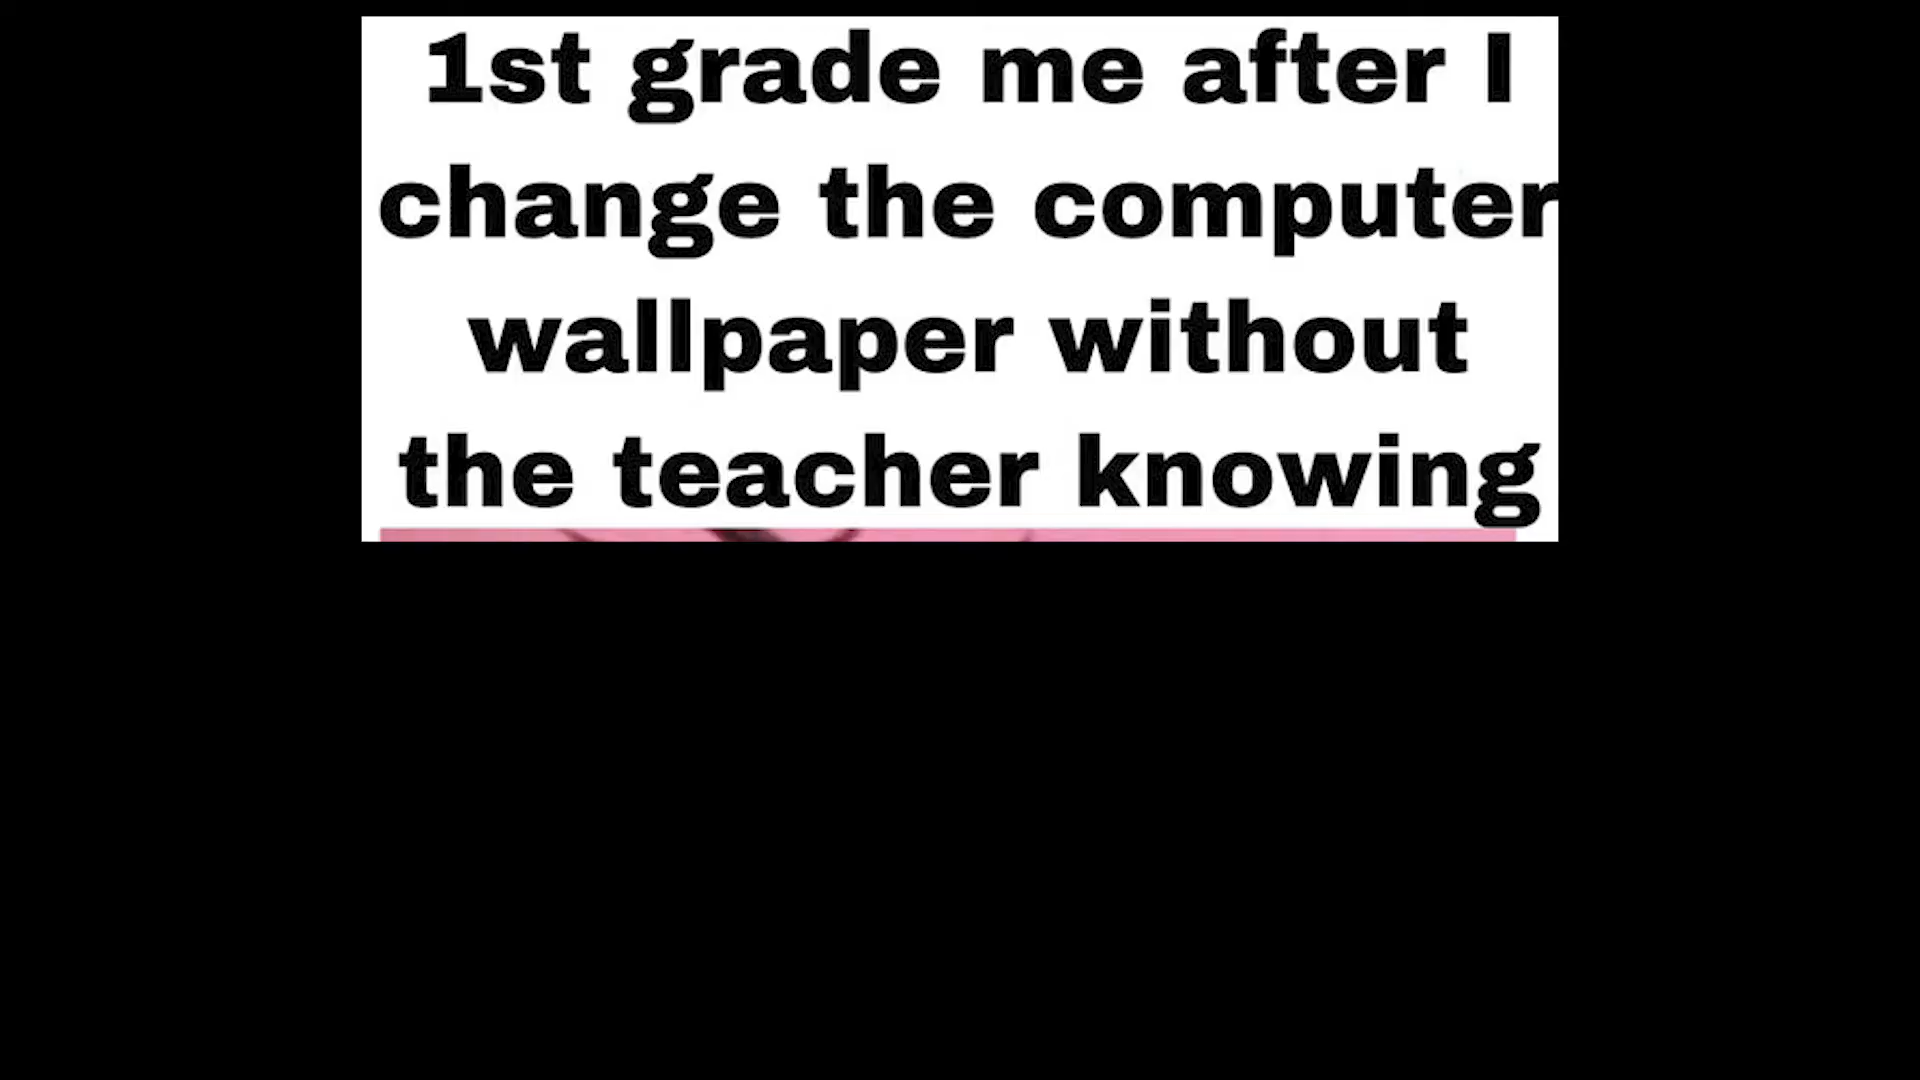 1st grade me after I
change the computer
wallpaper without
the teacher knowing